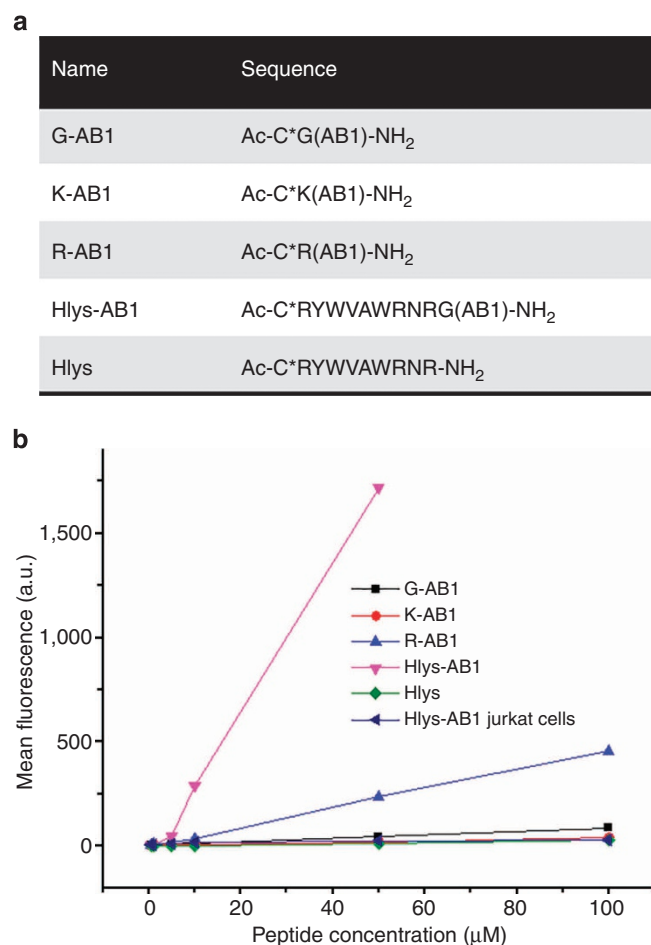 a
Name Sequence
G-AB1 Ac-C*G(AB1)-NH₂
K-AB1 Ac-C*K(AB1)-NH₂
R-AB1 Ac-C*R(AB1)-NH₂
Hlys-AB1 Ac-C*RYWVAWRNRG(AB1)-NH₂
Hlys Ac-C*RYWVAWRNR-NH₂
b
Mean fluorescence (a.u.)
1,500
1,000
500
0
G-AB1
K-AB1
R-AB1
Hlys-AB1
Hlys
Hlys-AB1 jurkat cells
0 20 40 60 80 100
Peptide concentration (μM)